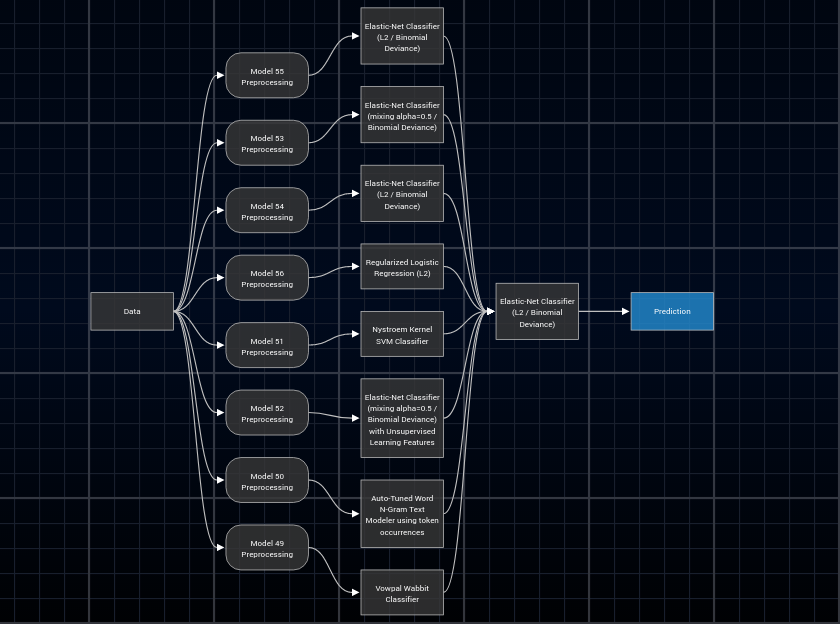 Data
Model 55
Preprocessing
Model 53
Preprocessing
Model 54
Preprocessing
Model 56
Preprocessing
Model 51
Preprocessing
Model 52
Preprocessing
Model 50
Preprocessing
Model 49
Preprocessing
Elastic-Net Classifier
(L2 / Binomial
Deviance)
Elastic-Net Classifier
(mixing alpha=0.5 /
Binomial Deviance)
Elastic-Net Classifier
(L2 / Binomial
Deviance)
Regularized Logistic
Regression (L2)
Nystroem Kernel
SVM Classifier
Elastic-Net Classifier
(mixing alpha=0.5 /
Binomial Deviance)
with Unsupervised
Learning Features
Auto-Tuned Word
N-Gram Text
Modeler using token
occurrences
Vowpal Wabbit
Classifier
Elastic-Net Classifier
(L2 / Binomial
Deviance)
Prediction